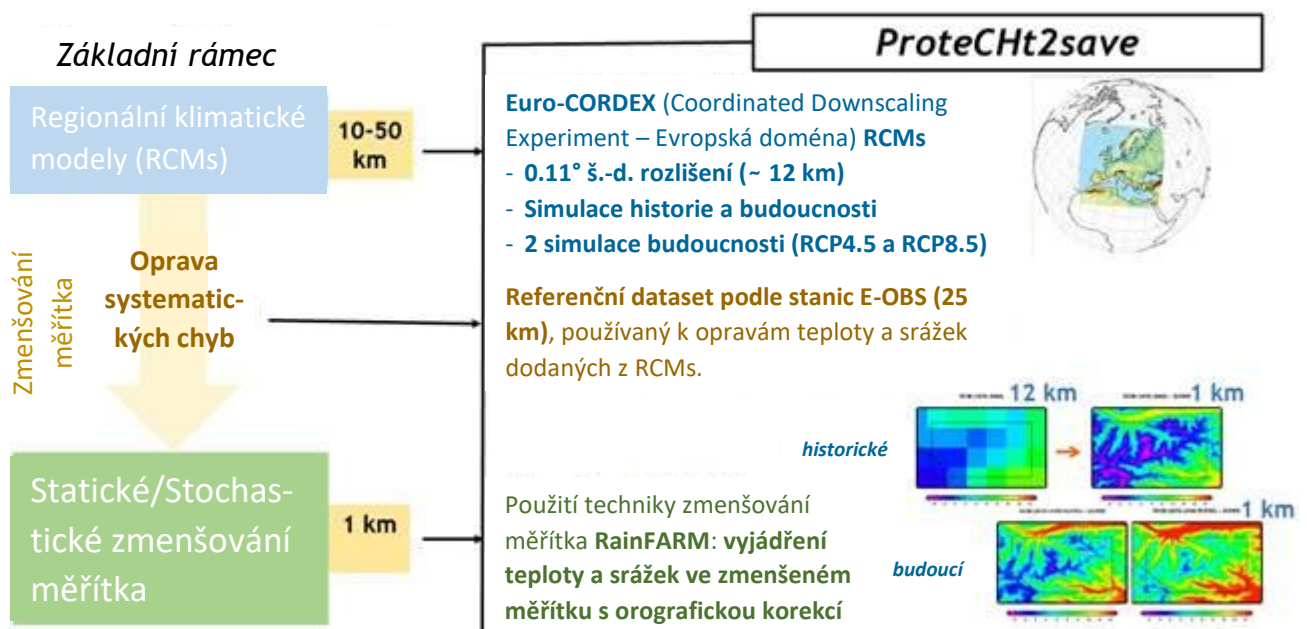 Základní rámec
ProteCHt2save
Regionální klimatické
modely (RCMs)
10-50
km
Euro-CORDEX (Coordinated Downscaling
Experiment – Evropská doména) RCMs
- 0.11° š.-d. rozlišení (~ 12 km)
- Simulace historie a budoucnosti
- 2 simulace budoucnosti (RCP4.5 a RCP8.5)
Zmenšování
měřítka
Oprava
systematic-
kých chyb
Referenční dataset podle stanic E-OBS (25
km), používaný k opravám teploty a srážek
dodaných z RCMs.
12 km
1 km
historické
Statické/Stochas-
tické zmenšování
měřítka
1 km
Použití techniky zmenšování
měřítka RainFARM: vyjádření
teploty a srážek ve zmenšeném
měřítku s orografickou korekcí
1 km
budoucí